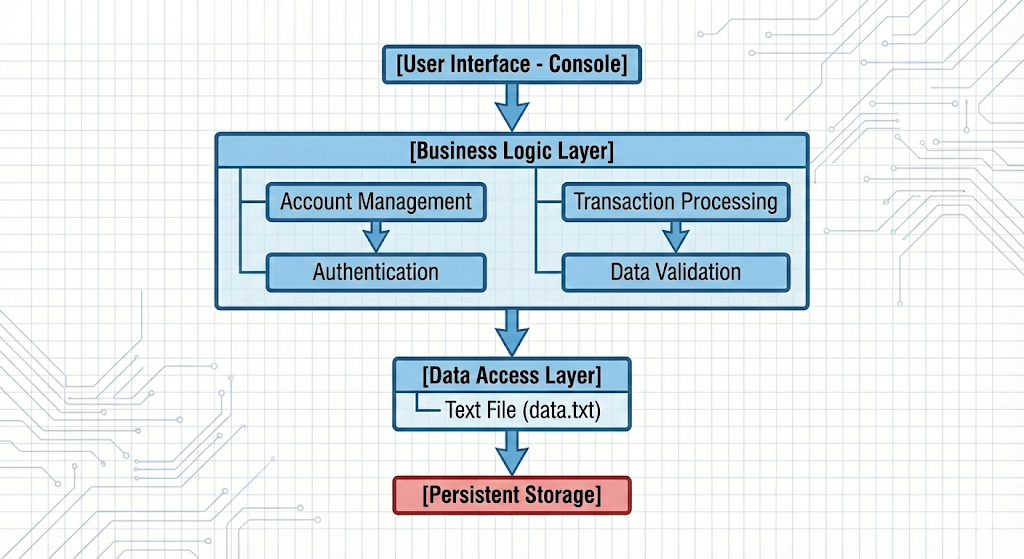 [User Interface - Console]
[Business Logic Layer]
Account Management
Transaction Processing
Authentication
Data Validation
[Data Access Layer]
Text File (data.txt)
[Persistent Storage]